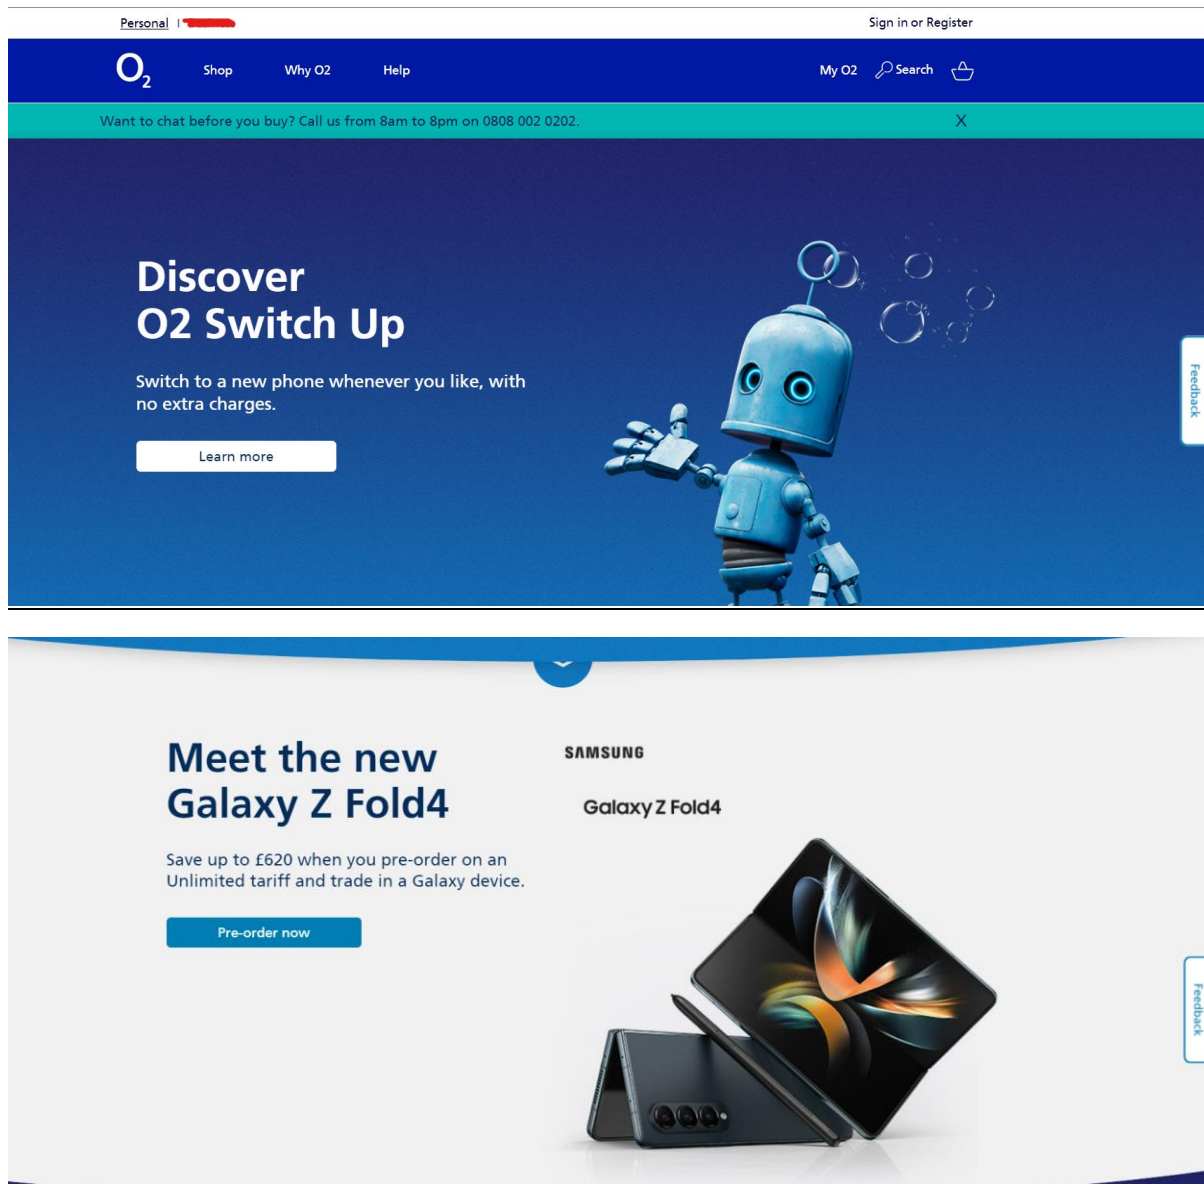 Personal |
Sign in or Register
O2
Shop
Why O2
Help
My O2
Search
Want to chat before you buy? Call us from 8am to 8pm on 0808 002 0202.
X
Discover
O2 Switch Up
Switch to a new phone whenever you like, with
no extra charges.
Learn more
Feedback
Meet the new
Galaxy Z Fold4
Save up to £620 when you pre-order on an
Unlimited tariff and trade in a Galaxy device.
Pre-order now
SAMSUNG
Galaxy Z Fold4
Feedback